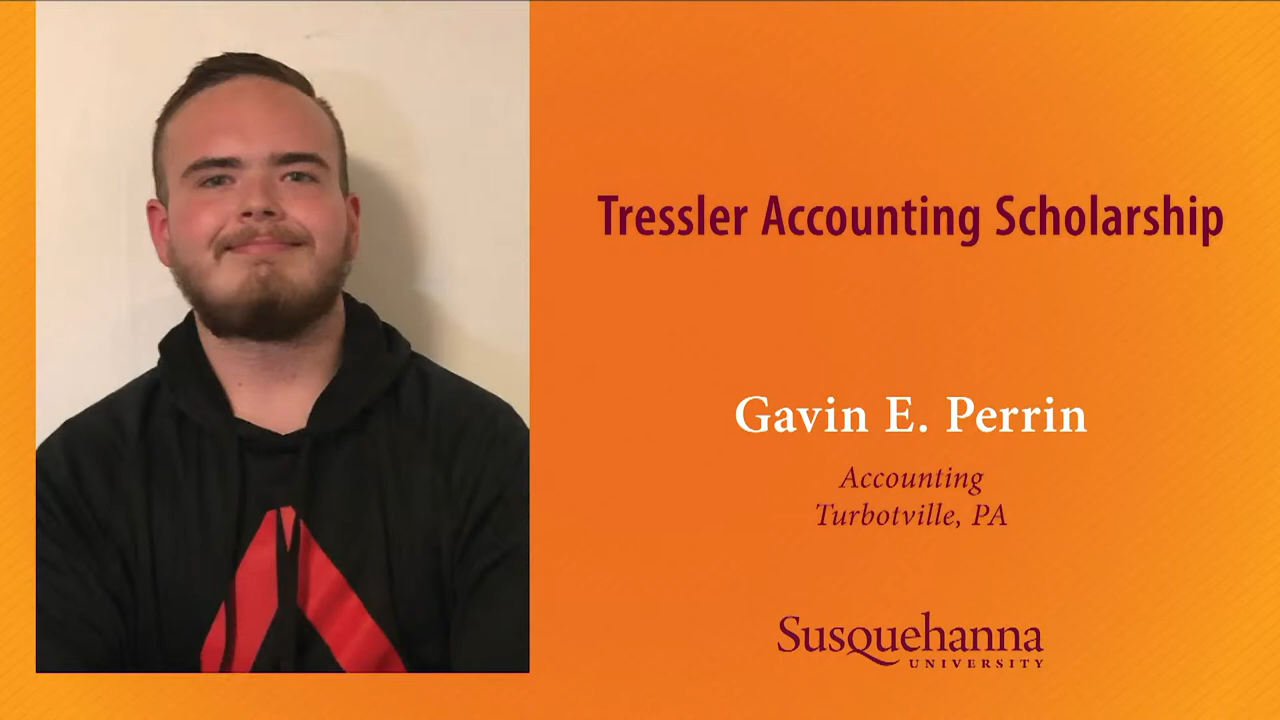 Tressler Accounting Scholarship
Gavin E. Perrin
Accounting
Turbotville, PA
Susquehanna
UNIVERSITY